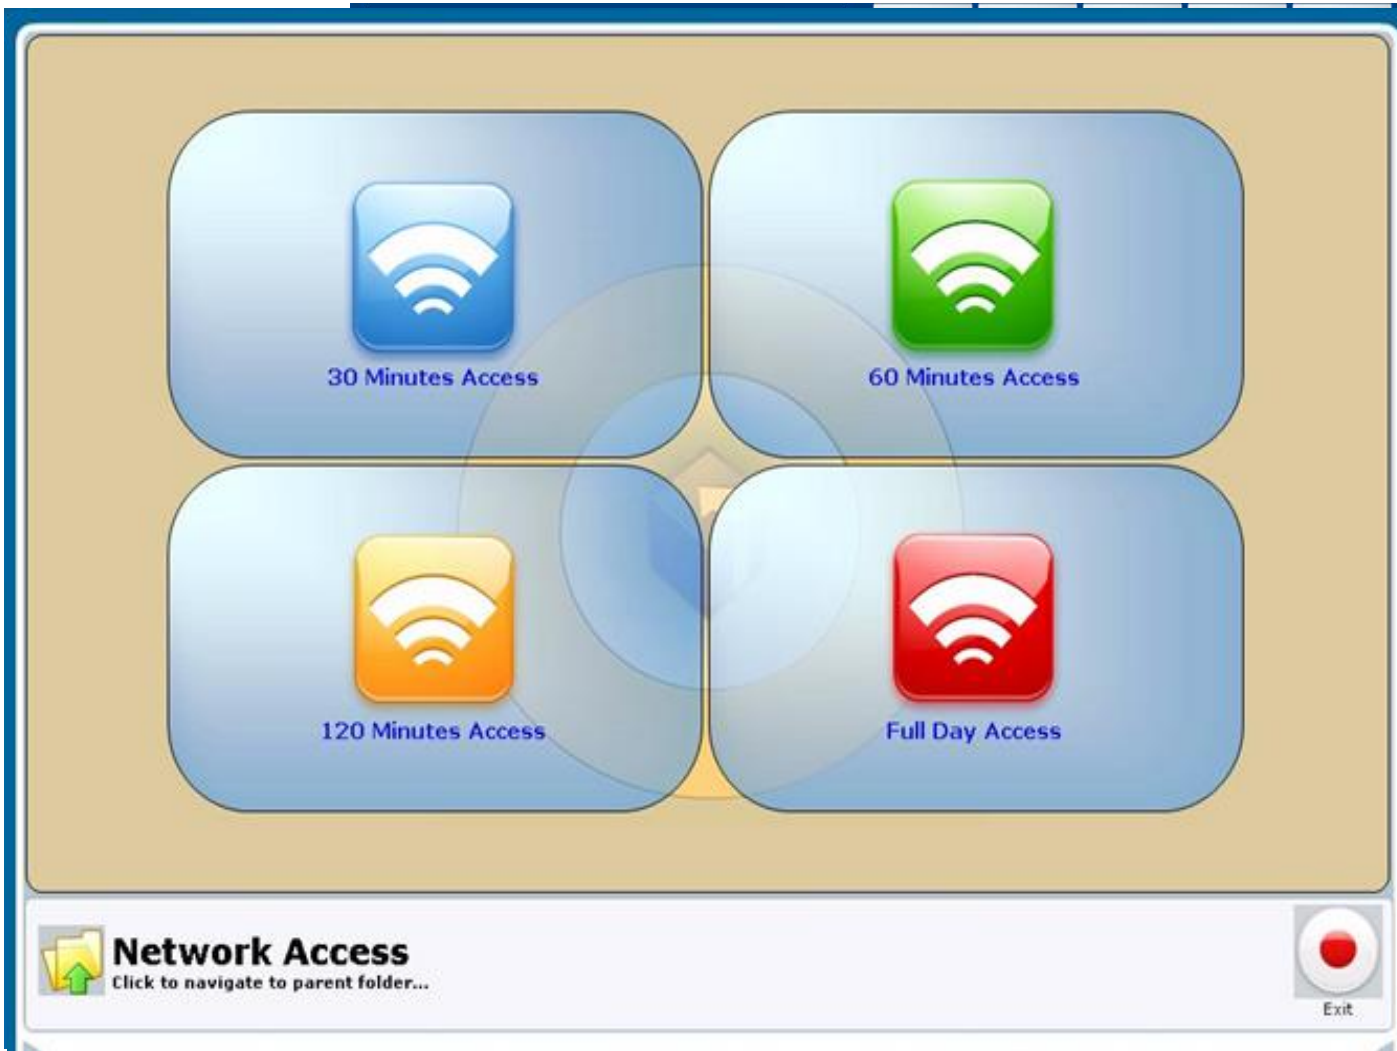 30 Minutes Access
60 Minutes Access
120 Minutes Access
Full Day Access
Network Access
Click to navigate to parent folder...
Exit